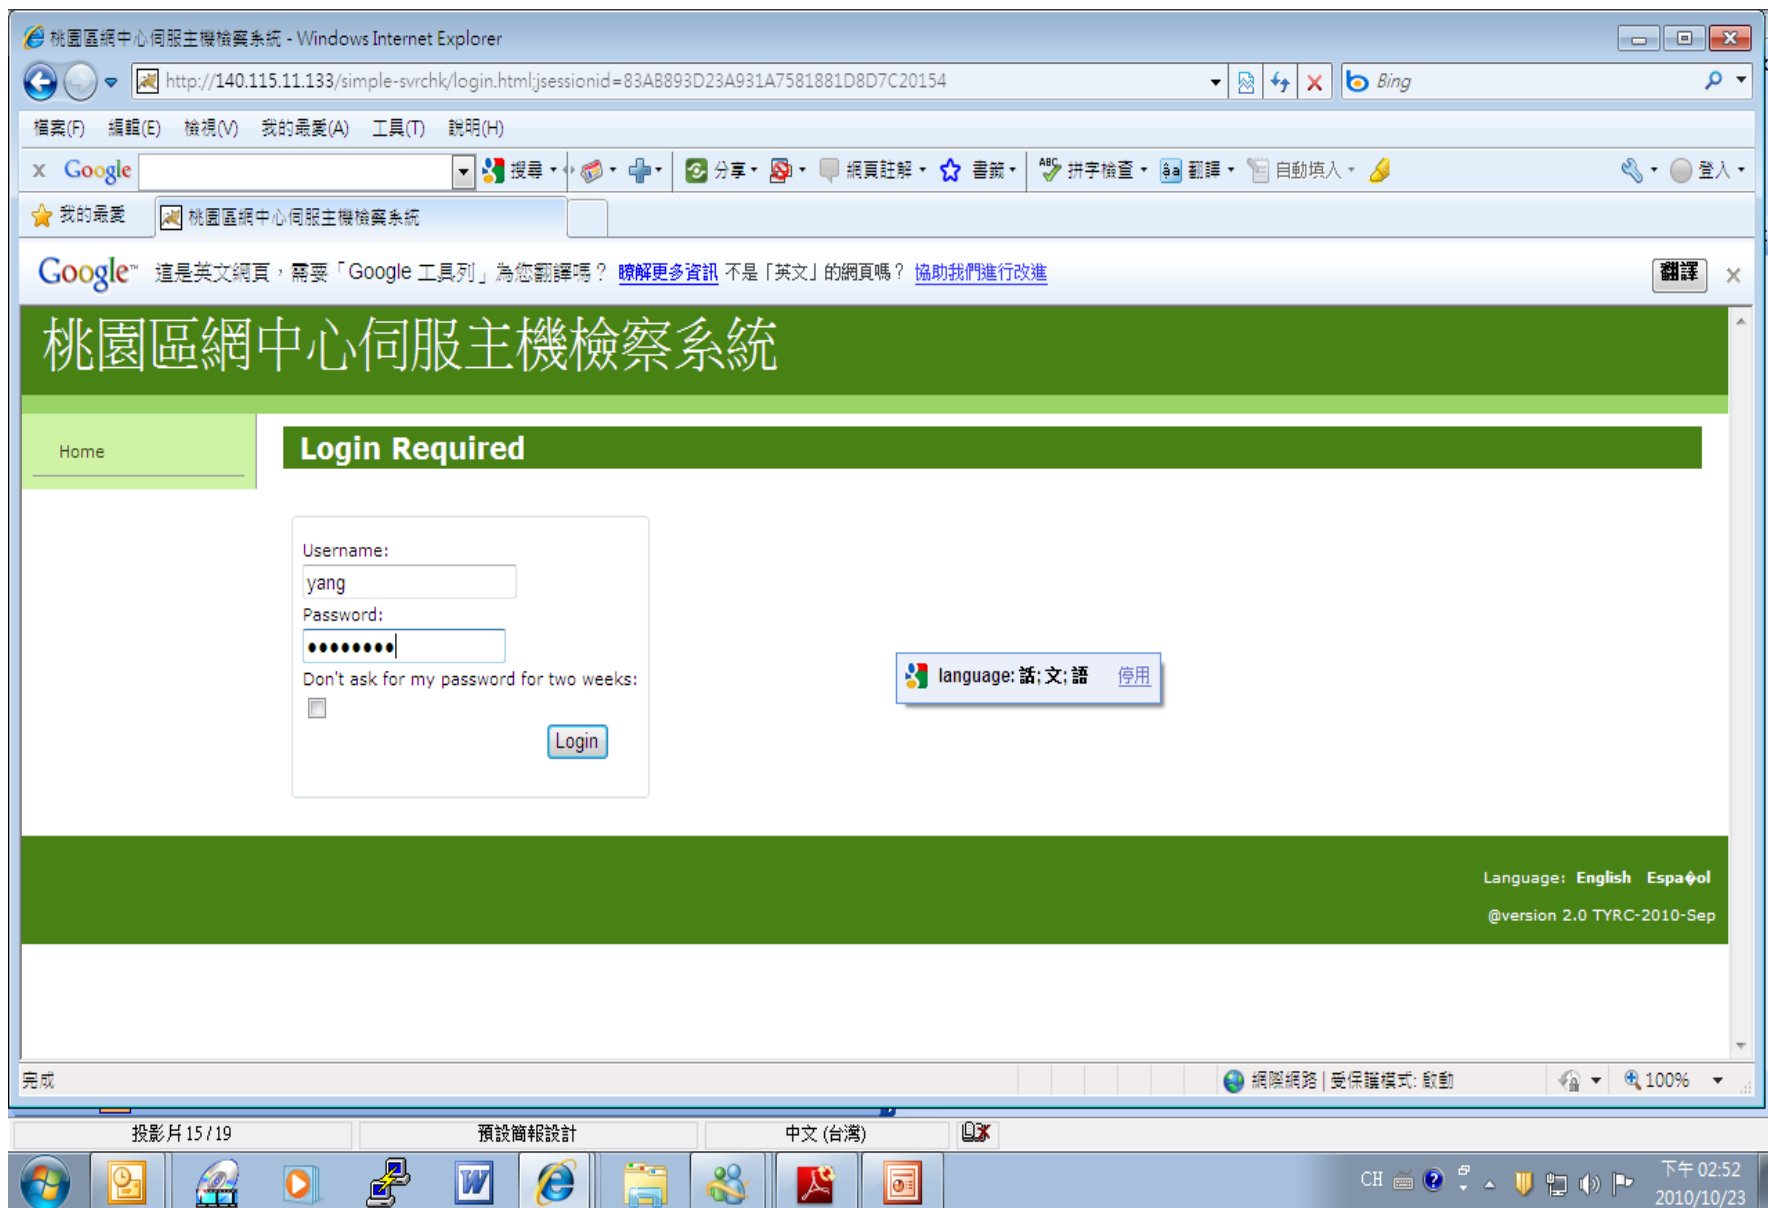 桃園區網中心伺服主機檢察系統 - Windows Internet Explorer
http://140.115.11.133/simple-svrchk/login.html;jsessionid=83AB893D23A931A7581881D8D7C20154
Bing
檔案(F) 編輯(E) 檢視(V) 我的最愛(A) 工具(T) 說明(H)
x Google 搜尋 分享 網頁註解 書籤 ABC 拼字檢查 翻譯 自動填入 登入
我的最愛 桃園區網中心伺服主機檢察系統
Google™ 這是英文網頁，需要「Google 工具列」為您翻譯嗎？ 瞭解更多資訊 不是「英文」的網頁嗎？ 協助我們進行改進 翻譯
桃園區網中心伺服主機檢察系統
Home
Login Required
Username:
yang
Password:
••••••••
Don't ask for my password for two weeks:
Login
language: 話; 文; 語 停用
Language: English Espa�ol
@version 2.0 TYRC-2010-Sep
完成 網際網路 | 受保護模式: 啟動 100%
投影片 15 / 19 預設簡報設計 中文 (台灣)
CH 下午 02:52
2010/10/23